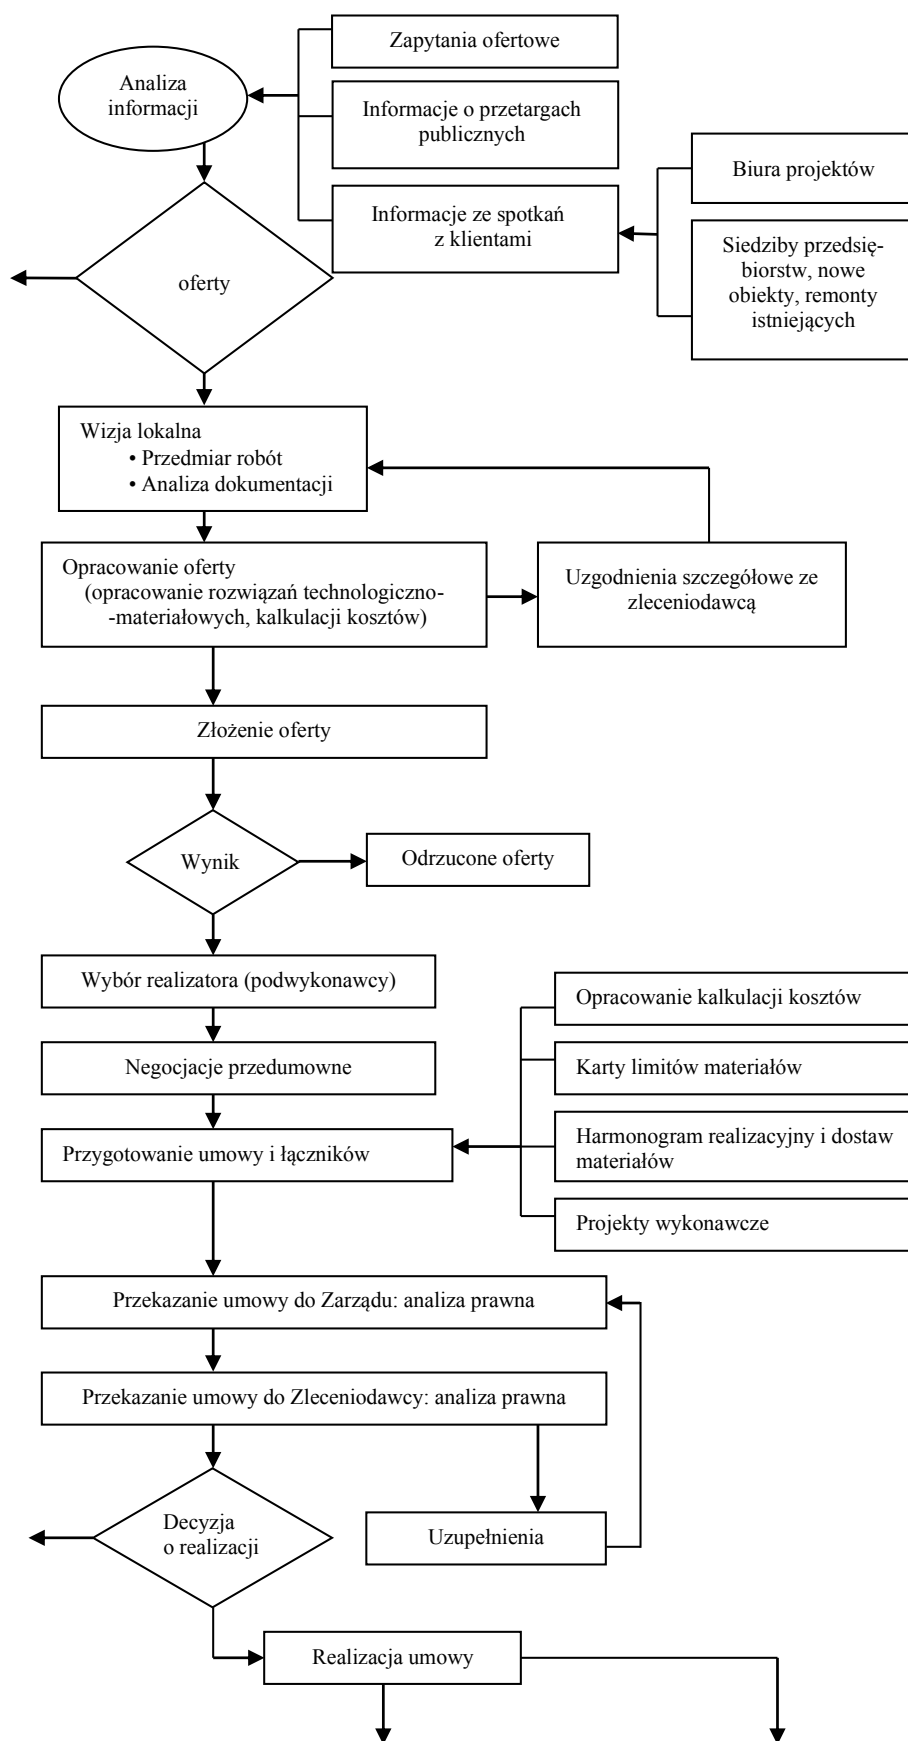 Zapytania ofertowe
Analiza
informacji
Informacje o przetargach
publicznych
Biura projektów
Informacje ze spotkań
z klientami
Siedziby przedsię-
biorstw, nowe
obiekty, remonty
istniejących
oferty
Wizja lokalna
• Przedmiar robót
• Analiza dokumentacji
Opracowanie oferty
(opracowanie rozwiązań technologiczno-
-materiałowych, kalkulacji kosztów)
Uzgodnienia szczegółowe ze
zleceniodawcą
Złożenie oferty
Wynik
Odrzucone oferty
Wybór realizatora (podwykonawcy)
Opracowanie kalkulacji kosztów
Negocjacje przedumowne
Karty limitów materiałów
Przygotowanie umowy i łączników
Harmonogram realizacyjny i dostaw
materiałów
Projekty wykonawcze
Przekazanie umowy do Zarządu: analiza prawna
Przekazanie umowy do Zleceniodawcy: analiza prawna
Decyzja
o realizacji
Uzupełnienia
Realizacja umowy